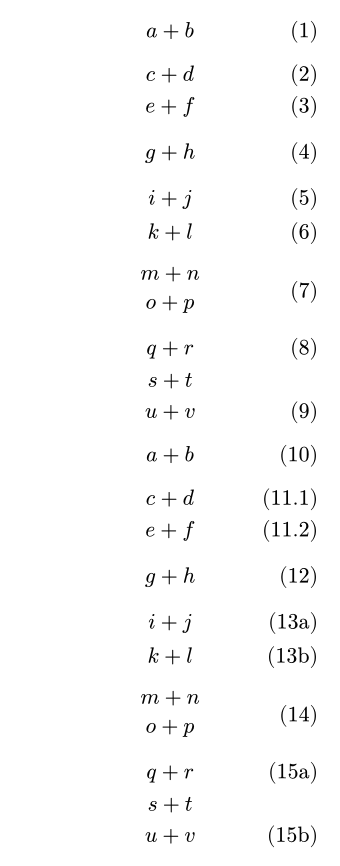 a + b (1)
c + d (2)
e + f (3)
g + h (4)
i + j (5)
k + l (6)
m + n
o + p (7)
q + r (8)
s + t
u + v (9)
a + b (10)
c + d (11.1)
e + f (11.2)
g + h (12)
i + j (13a)
k + l (13b)
m + n
o + p (14)
q + r (15a)
s + t
u + v (15b)